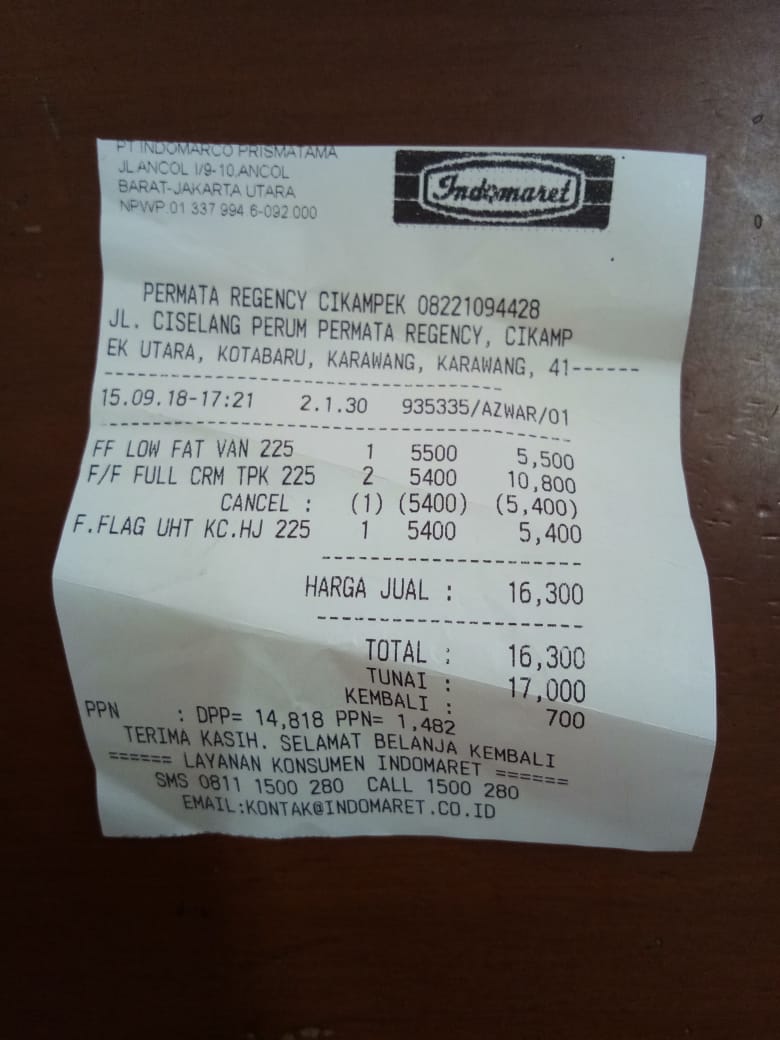 PT.INDOMARCO PRISMATAMA
JL.ANCOL I/9-10,ANCOL
BARAT-JAKARTA UTARA
NPWP.01 337 994.6-092.000
Indomaret
PERMATA REGENCY CIKAMPEK 08221094428
JL. CISELANG PERUM PERMATA REGENCY, CIKAMP
EK UTARA, KOTABARU, KARAWANG, KARAWANG, 41------
15.09.18-17:21 2.1.30 935335/AZWAR/01
FF LOW FAT VAN 225 1 5500 5,500
F/F FULL CRM TPK 225 2 5400 10,800
CANCEL : (1) (5400) (5,400)
F.FLAG UHT KC.HJ 225 1 5400 5,400
HARGA JUAL : 16,300
TOTAL : 16,300
TUNAI : 17,000
KEMBALI : 700
PPN : DPP= 14,818 PPN= 1,482
TERIMA KASIH. SELAMAT BELANJA KEMBALI
====== LAYANAN KONSUMEN INDOMARET ======
SMS 0811 1500 280 CALL 1500 280
EMAIL:KONTAK@INDOMARET.CO.ID